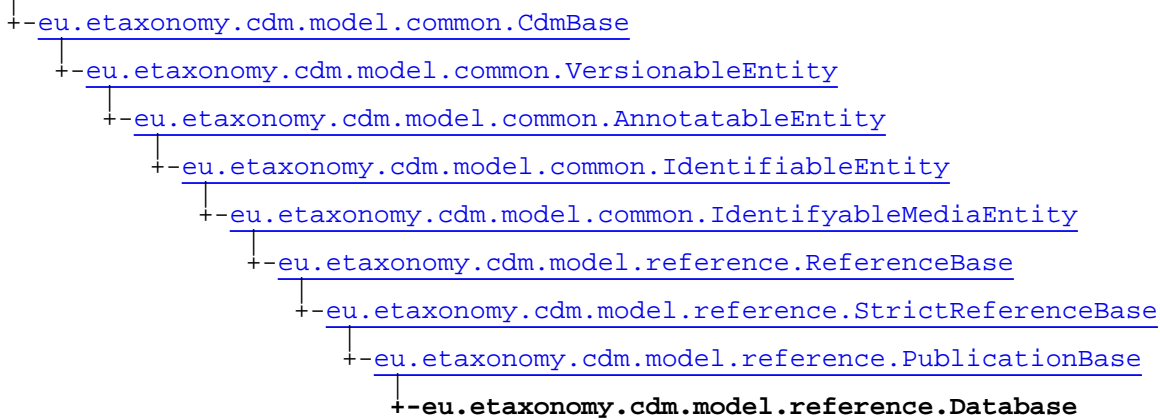 +-eu.etaxonomy.cdm.model.common.CdmBase
+-eu.etaxonomy.cdm.model.common.VersionableEntity
+-eu.etaxonomy.cdm.model.common.AnnotatableEntity
+-eu.etaxonomy.cdm.model.common.IdentifiableEntity
+-eu.etaxonomy.cdm.model.common.IdentifyableMediaEntity
+-eu.etaxonomy.cdm.model.reference.ReferenceBase
+-eu.etaxonomy.cdm.model.reference.StrictReferenceBase
+-eu.etaxonomy.cdm.model.reference.PublicationBase
+-eu.etaxonomy.cdm.model.reference.Database